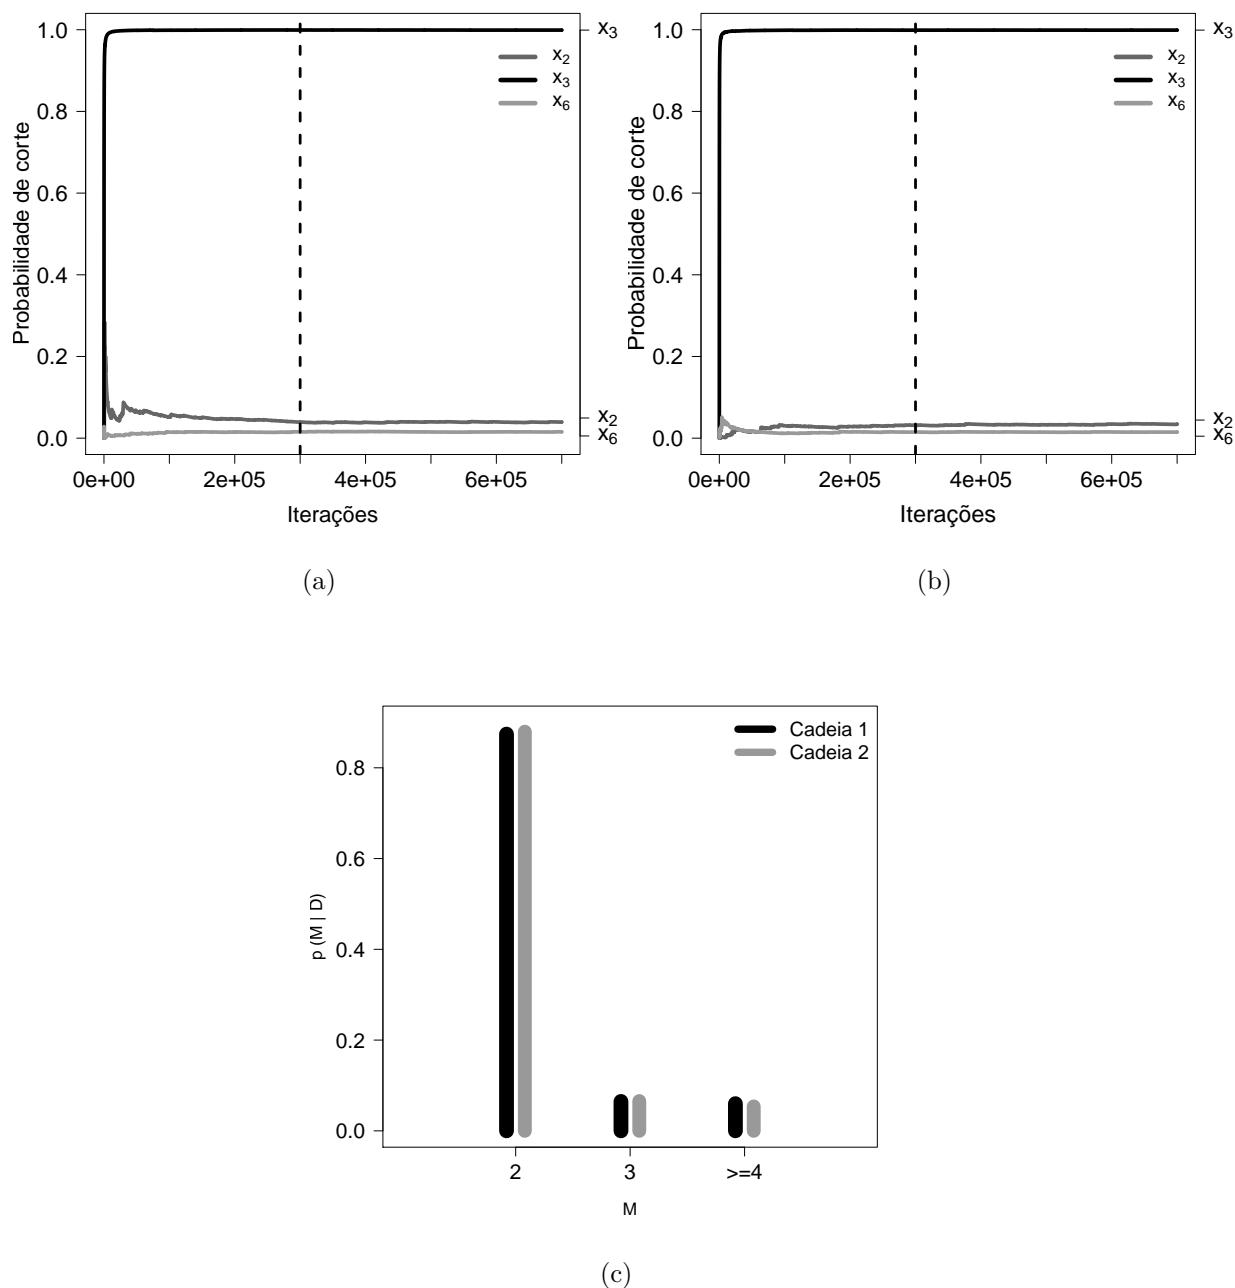 1.0
0.8
0.6
0.4
0.2
0.0
Probabilidade de corte
x2
x3
x6
x3
x2
x6
0e+00 2e+05 4e+05 6e+05
Iterações
(a)
1.0
0.8
0.6
0.4
0.2
0.0
Probabilidade de corte
x2
x3
x6
x3
x2
x6
0e+00 2e+05 4e+05 6e+05
Iterações
(b)
Cadeia 1
Cadeia 2
0.8
0.6
0.4
0.2
0.0
p (M | D)
2 3 >=4
M
(c)